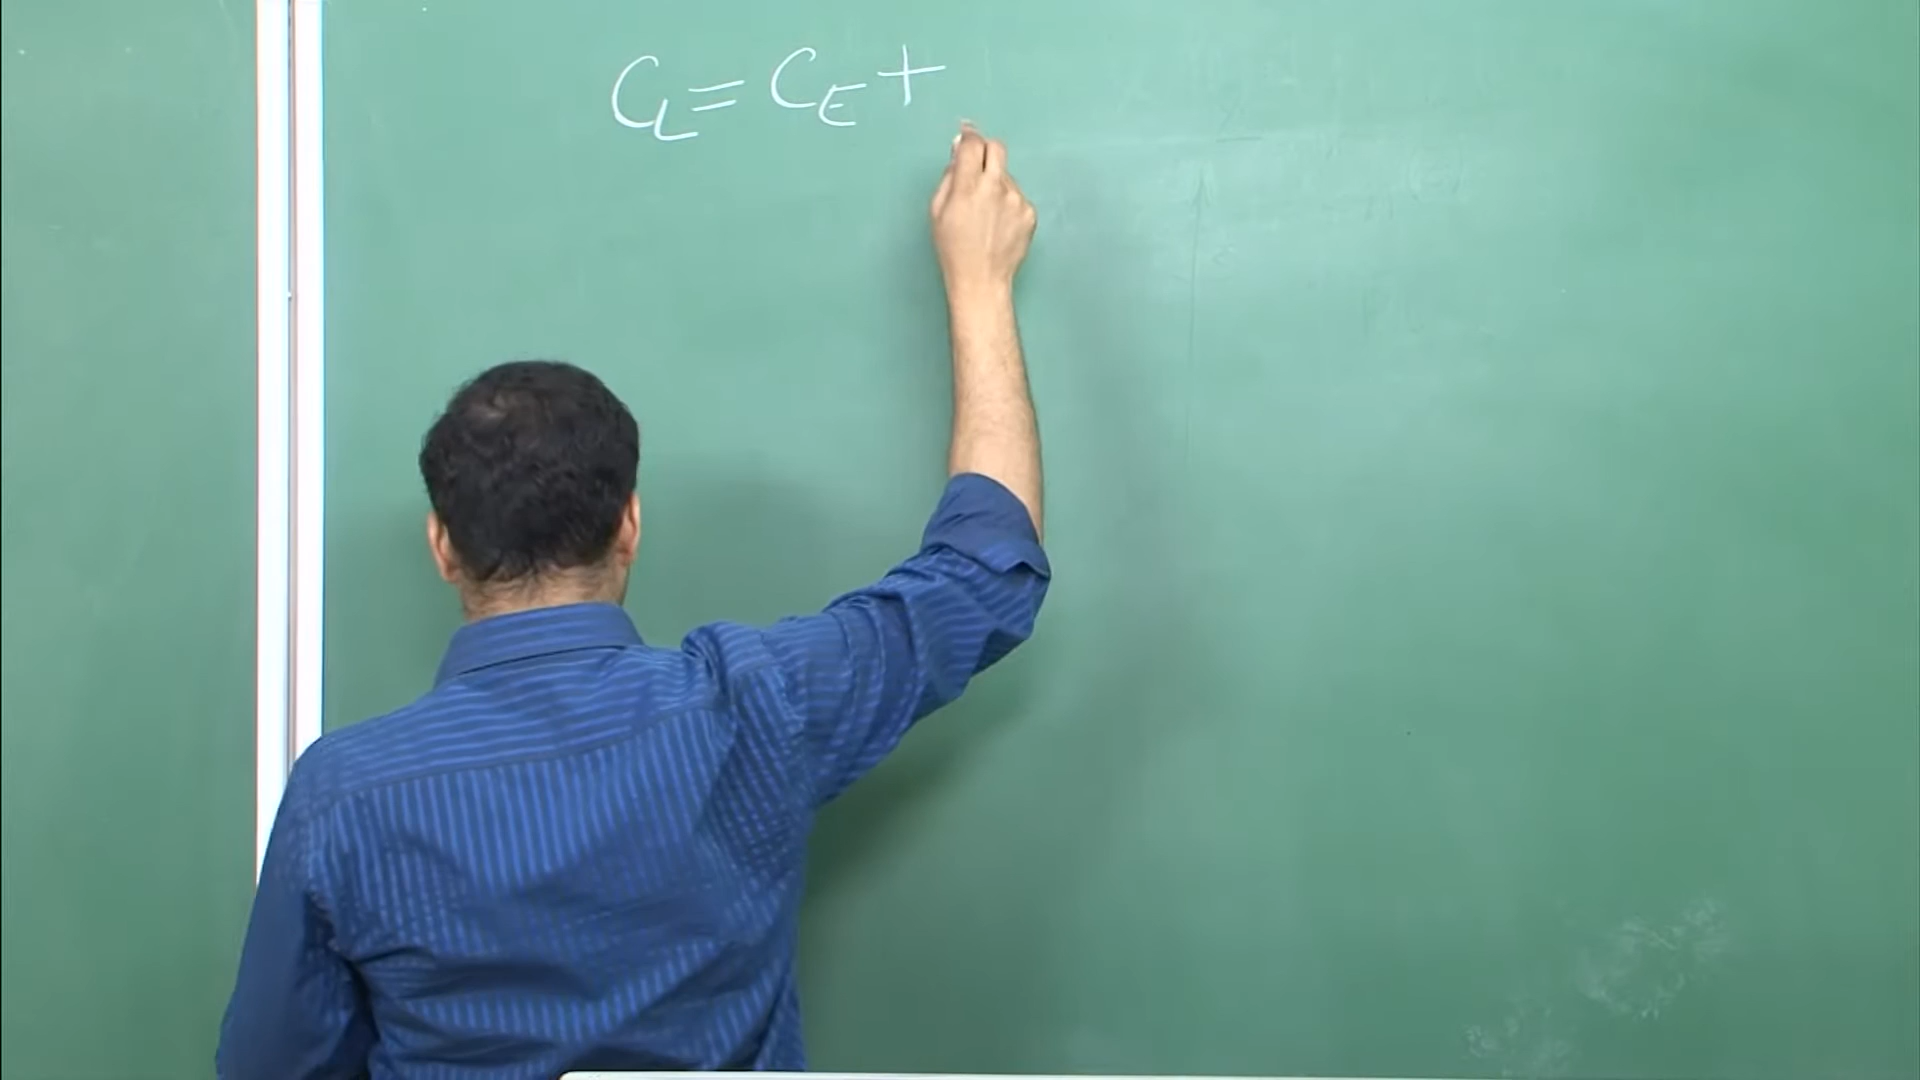 C_L = C_E +